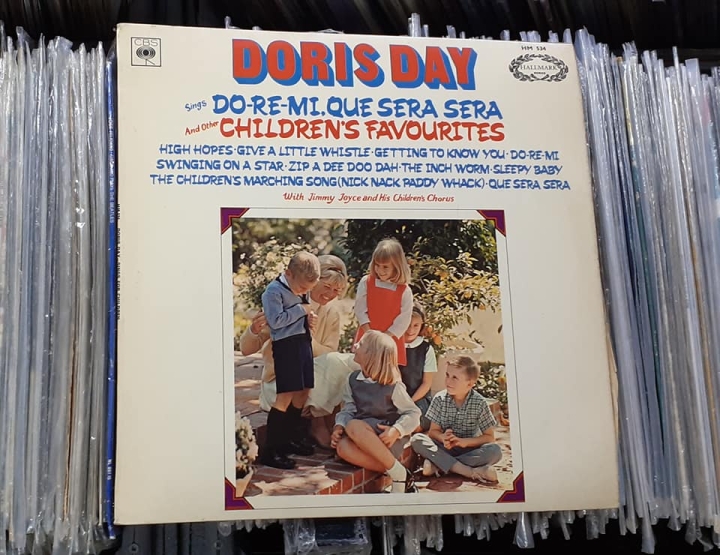 CBS
DORIS DAY
HM 534
HALLMARK
Sings DO-RE-MI. QUE SERA SERA
And Other CHILDREN'S FAVOURITES
HIGH HOPES · GIVE A LITTLE WHISTLE · GETTING TO KNOW YOU · DO-RE-MI
SWINGING ON A STAR · ZIP A DEE DOO DAH · THE INCH WORM · SLEEPY BABY
THE CHILDREN'S MARCHING SONG (NICK NACK PADDY WHACK) · QUE SERA SERA
With Jimmy Joyce and His Children's Chorus